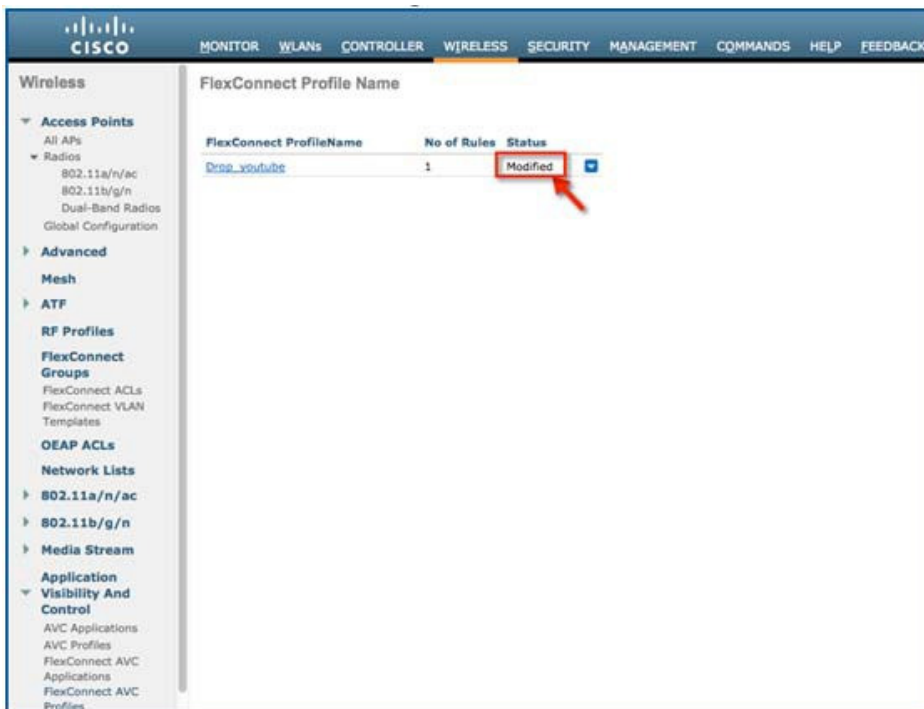 CISCO
MONITOR WLANs CONTROLLER WIRELESS SECURITY MANAGEMENT COMMANDS HELP FEEDBACK
Wireless
Access Points
All APs
Radios
802.11a/n/ac
802.11b/g/n
Dual-Band Radios
Global Configuration
Advanced
Mesh
ATF
RF Profiles
FlexConnect
Groups
FlexConnect ACLs
FlexConnect VLAN
Templates
OEAP ACLs
Network Lists
802.11a/n/ac
802.11b/g/n
Media Stream
Application
Visibility And
Control
AVC Applications
AVC Profiles
FlexConnect AVC
Applications
FlexConnect AVC
Profiles
FlexConnect Profile Name
FlexConnect ProfileName No of Rules Status
Drop_youtube 1 Modified